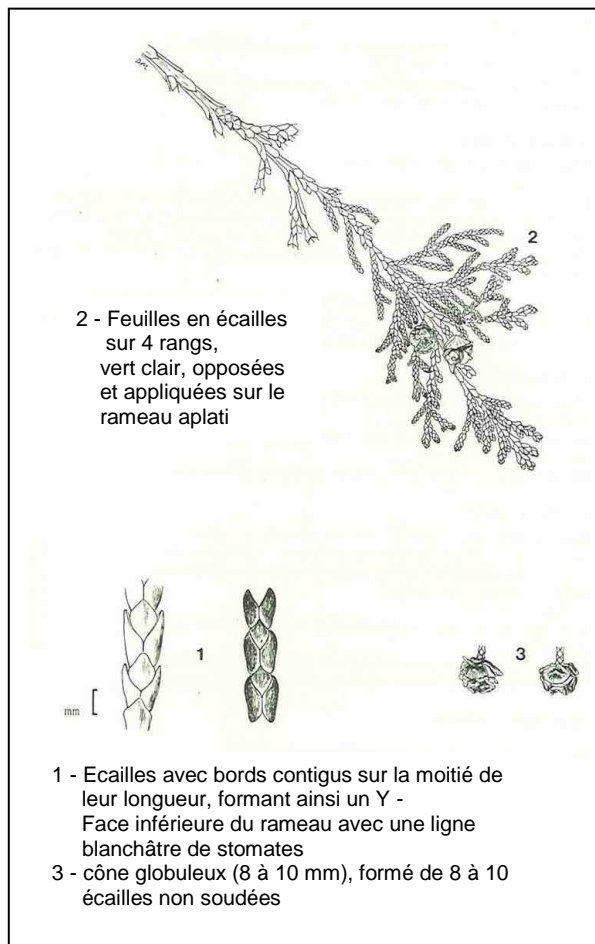 2
2 - Feuilles en écailles
sur 4 rangs,
vert clair, opposées
et appliquées sur le
rameau aplati
1
3
mm
1 - Ecailles avec bords contigus sur la moitié de
leur longueur, formant ainsi un Y -
Face inférieure du rameau avec une ligne
blanchâtre de stomates
3 - cône globuleux (8 à 10 mm), formé de 8 à 10
écailles non soudées